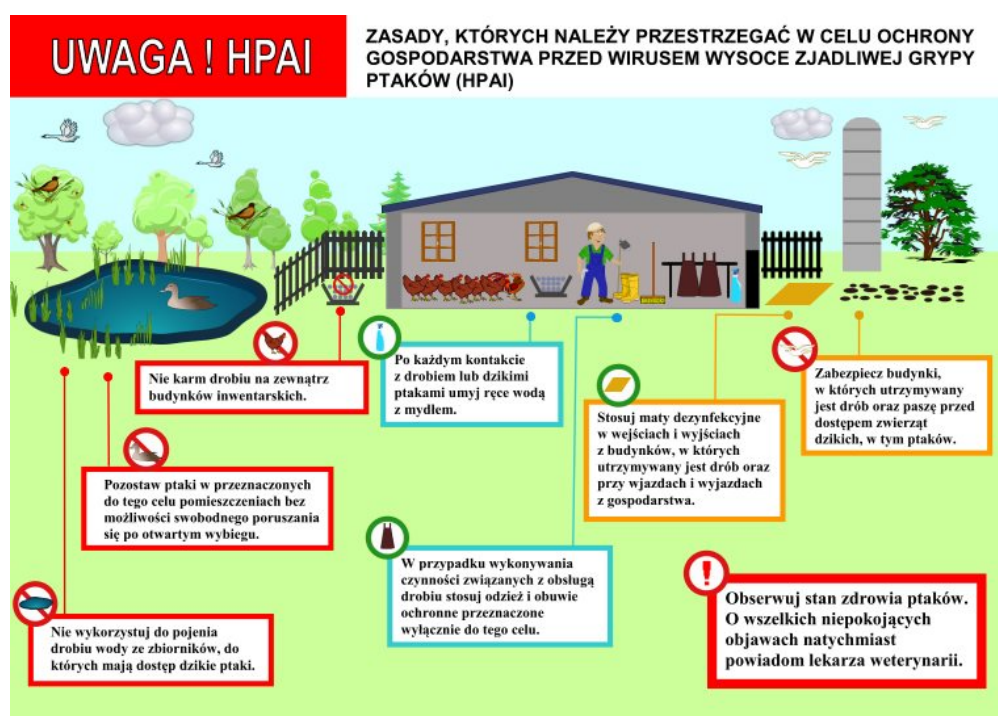 UWAGA ! HPAI
ZASADY, KTÓRYCH NALEŻY PRZESTRZEGAĆ W CELU OCHRONY
GOSPODARSTWA PRZED WIRUSEM WYSOCE ZJADLIWEJ GRYPY
PTAKÓW (HPAI)
Nie karm drobiu na zewnątrz
budynków inwentarskich.
Po każdym kontakcie
z drobiem lub dzikimi
ptakami umyj ręce wodą
z mydłem.
Stosuj maty dezynfekcyjne
w wejściach i wyjściach
z budynków, w których
utrzymywany jest drób oraz
przy wjazdach i wyjazdach
z gospodarstwa.
Zabezpiecz budynki,
w których utrzymywany
jest drób oraz paszę przed
dostępem zwierząt
dzikich, w tym ptaków.
Pozostaw ptaki w przeznaczonych
do tego celu pomieszczeniach bez
możliwości swobodnego poruszania
się po otwartym wybiegu.
W przypadku wykonywania
czynności związanych z obsługą
drobiu stosuj odzież i obuwie
ochronne przeznaczone
wyłącznie do tego celu.
Nie wykorzystuj do pojenia
drobiu wody ze zbiorników, do
których mają dostęp dzikie ptaki.
Obserwuj stan zdrowia ptaków.
O wszelkich niepokojących
objawach natychmiast
powiadom lekarza weterynarii.